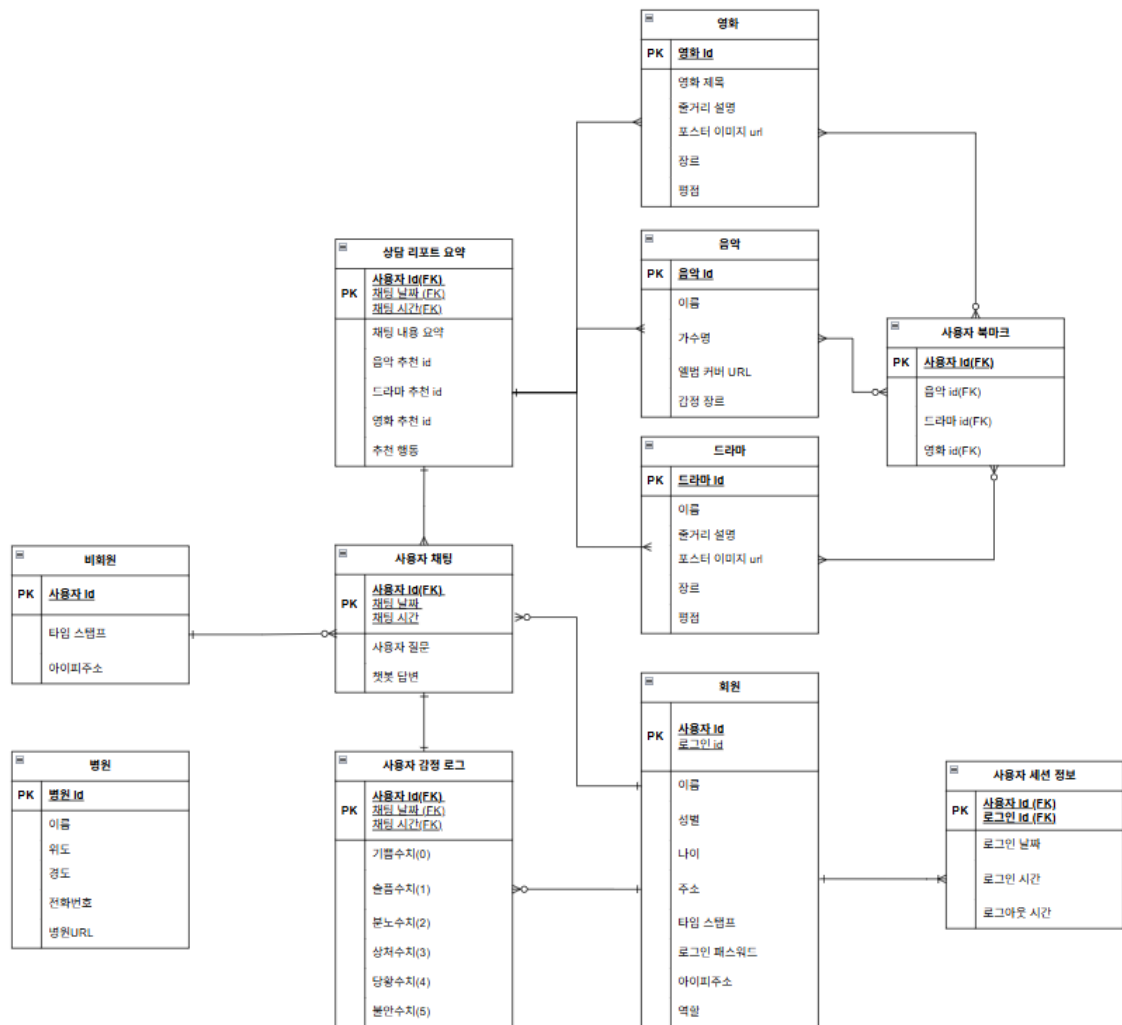 영화
PK 영화 Id
영화 제목
줄거리 설명
포스터 이미지 url
장르
평점
음악
PK 음악 Id
이름
가수명
앨범 커버 URL
감정 장르
상담 리포트 요약
PK 사용자 Id(FK)
채팅 날짜 (FK)
채팅 시간(FK)
채팅 내용 요약
음악 추천 id
드라마 추천 id
영화 추천 id
추천 행동
사용자 북마크
PK 사용자 Id(FK)
음악 id(FK)
드라마 id(FK)
영화 id(FK)
드라마
PK 드라마 Id
이름
줄거리 설명
포스터 이미지 url
장르
평점
비회원
PK 사용자 Id
타임 스탬프
아이피주소
사용자 채팅
PK 사용자 Id(FK)
채팅 날짜
채팅 시간
사용자 질문
챗봇 답변
회원
PK 사용자 Id
로그인 id
이름
성별
나이
주소
타임 스탬프
로그인 패스워드
아이피주소
역할
병원
PK 병원 Id
이름
위도
경도
전화번호
병원URL
사용자 감정 로그
PK 사용자 Id(FK)
채팅 날짜 (FK)
채팅 시간(FK)
기쁨수치(0)
슬픔수치(1)
분노수치(2)
상처수치(3)
당황수치(4)
불안수치(5)
사용자 세션 정보
PK 사용자 Id (FK)
로그인 Id (FK)
로그인 날짜
로그인 시간
로그아웃 시간